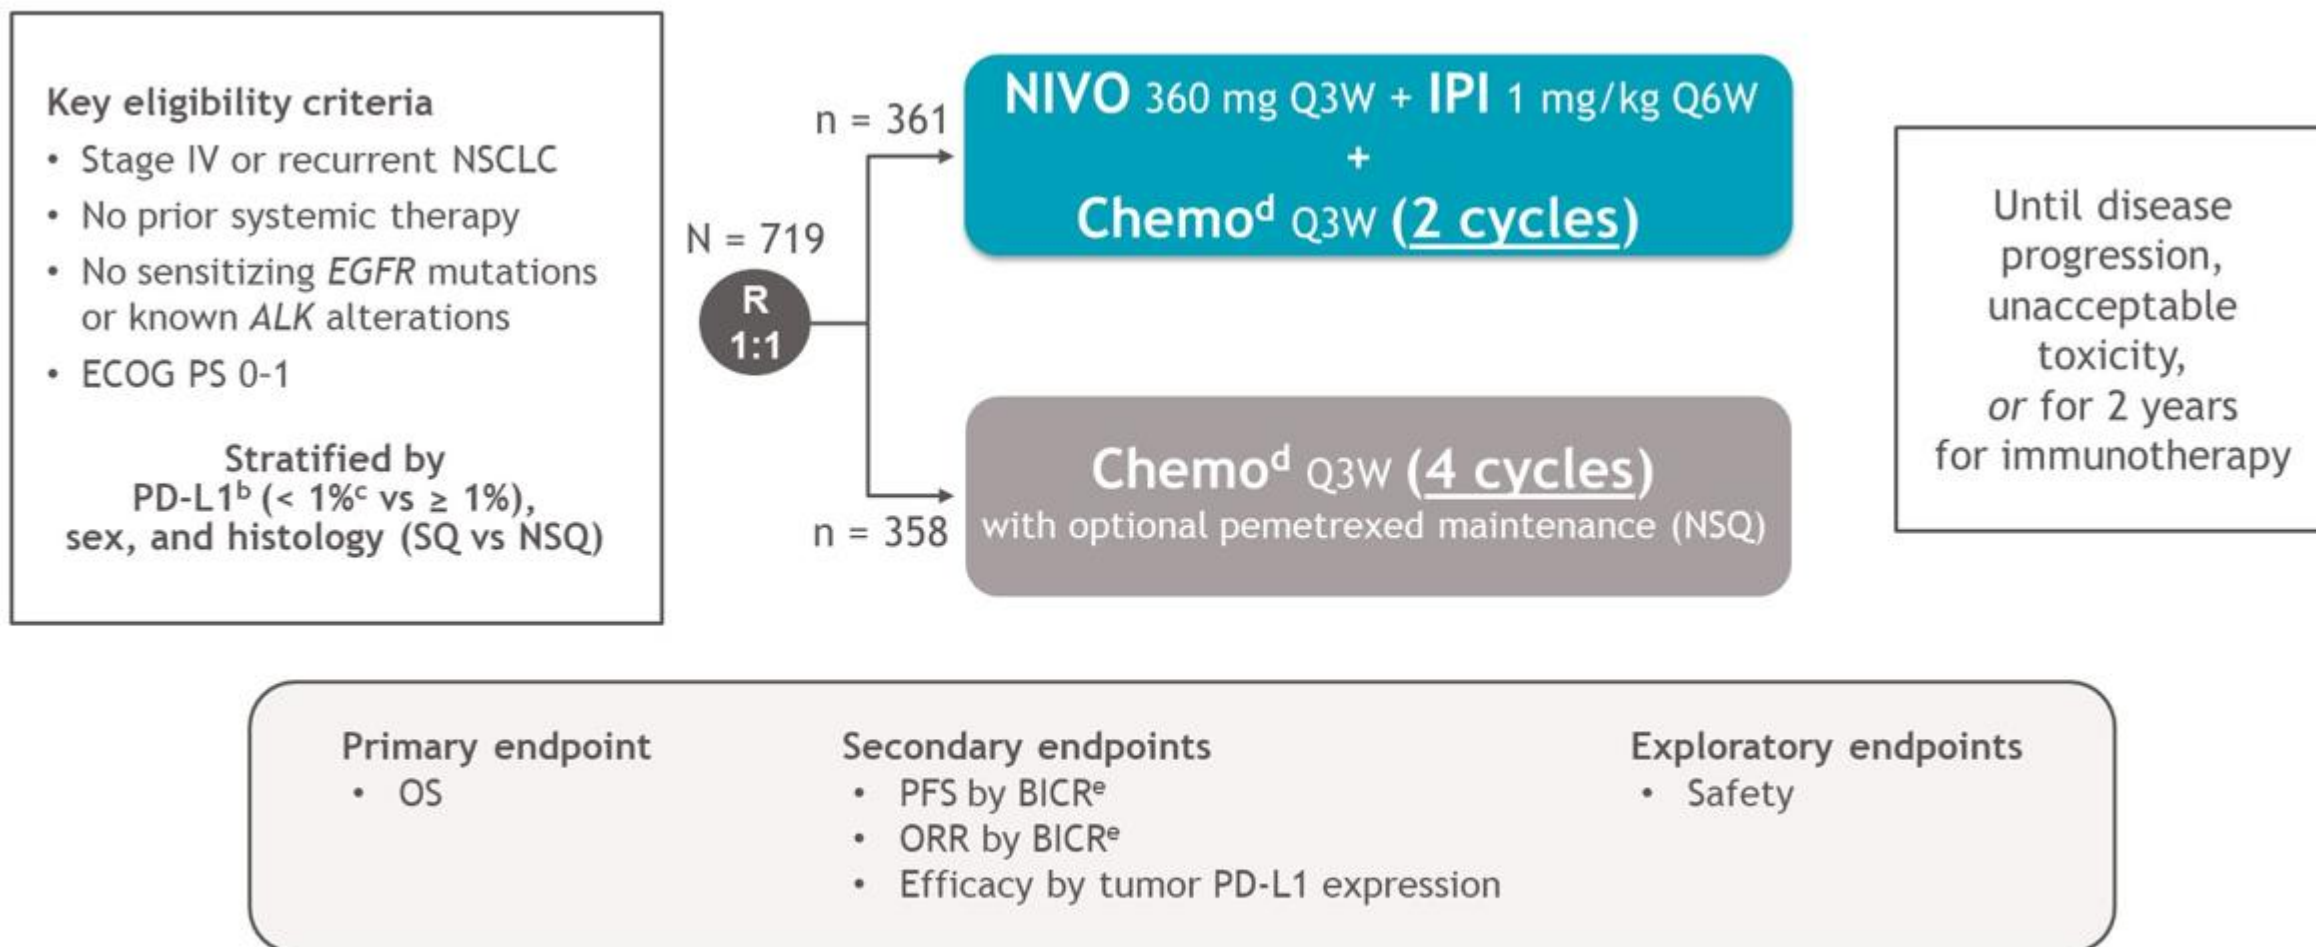 Key eligibility criteria
• Stage IV or recurrent NSCLC
• No prior systemic therapy
• No sensitizing EGFR mutations
or known ALK alterations
• ECOG PS 0-1
Stratified by
PD-L1ᵇ (< 1%ᶜ vs ≥ 1%),
sex, and histology (SQ vs NSQ)
N = 719
R
1:1
n = 361
NIVO 360 mg Q3W + IPI 1 mg/kg Q6W
+
Chemoᵈ Q3W (2 cycles)
n = 358
Chemoᵈ Q3W (4 cycles)
with optional pemetrexed maintenance (NSQ)
Until disease
progression,
unacceptable
toxicity,
or for 2 years
for immunotherapy
Primary endpoint
• OS
Secondary endpoints
• PFS by BICRᵉ
• ORR by BICRᵉ
• Efficacy by tumor PD-L1 expression
Exploratory endpoints
• Safety